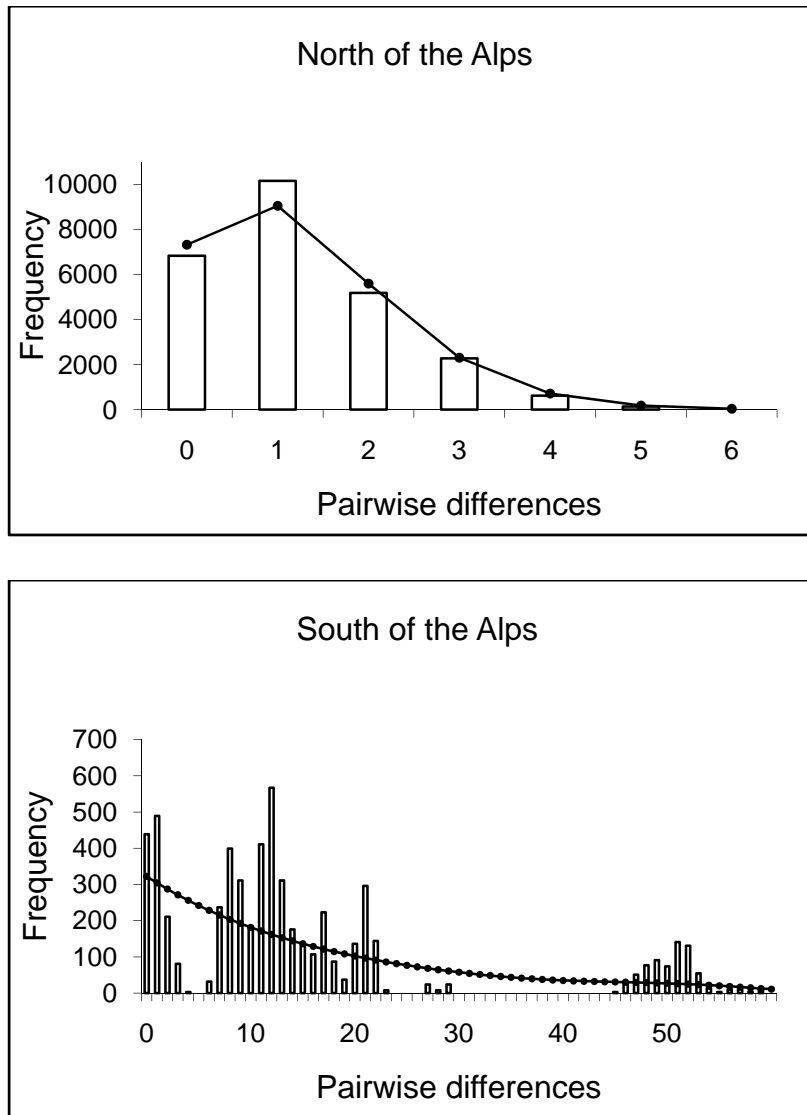 North of the Alps
Frequency
10000
8000
6000
4000
2000
0
0 1 2 3 4 5 6
Pairwise differences
South of the Alps
Frequency
700
600
500
400
300
200
100
0
0 10 20 30 40 50
Pairwise differences